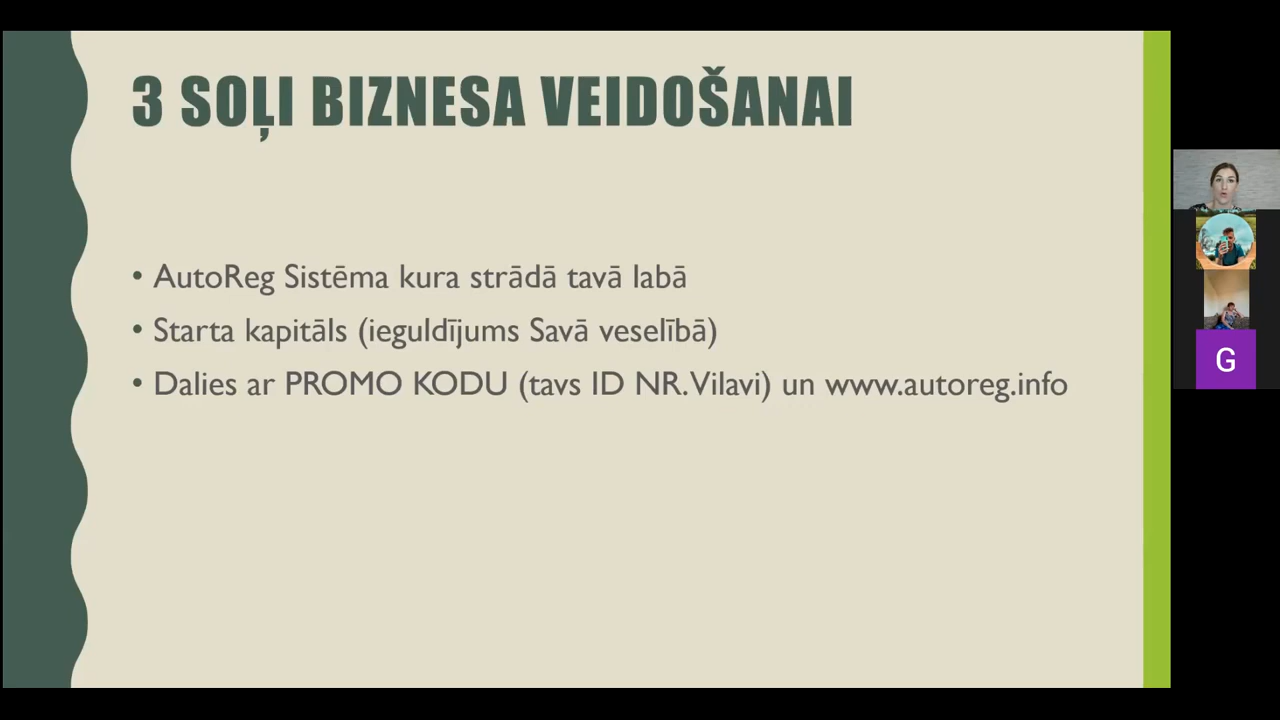 3 SOĻI BIZNESA VEIDOŠANAI
• AutoReg Sistēma kura strādā tavā labā
• Starta kapitāls (ieguldījums Savā veselībā)
• Dalies ar PROMO KODU (tavs ID NR. Vilavi) un www.autoreg.info
G